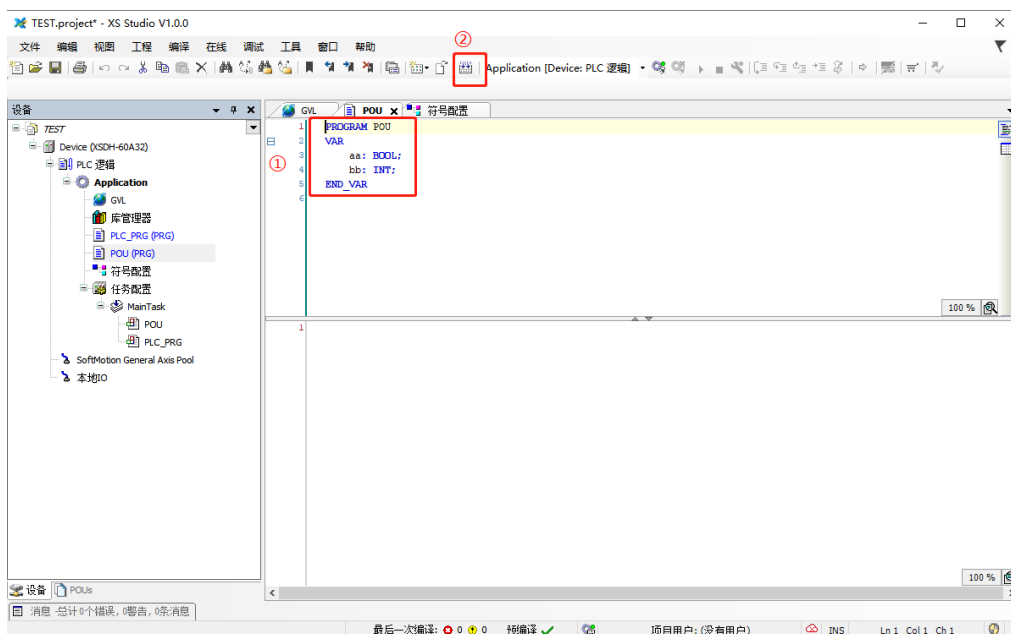 TEST.project* - XS Studio V1.0.0
文件 编辑 视图 工程 编译 在线 调试 工具 窗口 帮助
②
Application [Device: PLC 逻辑]
设备
GVL POU 符号配置
TEST
Device (XSDH-60A32)
PLC 逻辑
Application
GVL
库管理器
PLC_PRG (PRG)
POU (PRG)
符号配置
任务配置
MainTask
POU
PLC_PRG
SoftMotion General Axis Pool
本地IO
①
1 PROGRAM POU
2 VAR
3 aa: BOOL;
4 bb: INT;
5 END_VAR
6
100 %
1
100 %
设备 POUs
消息 -总计0个错误, 0警告, 0条消息
最后一次编译: 0 0 预编译 项目用户: (没有用户) INS Ln 1 Col 1 Ch 1